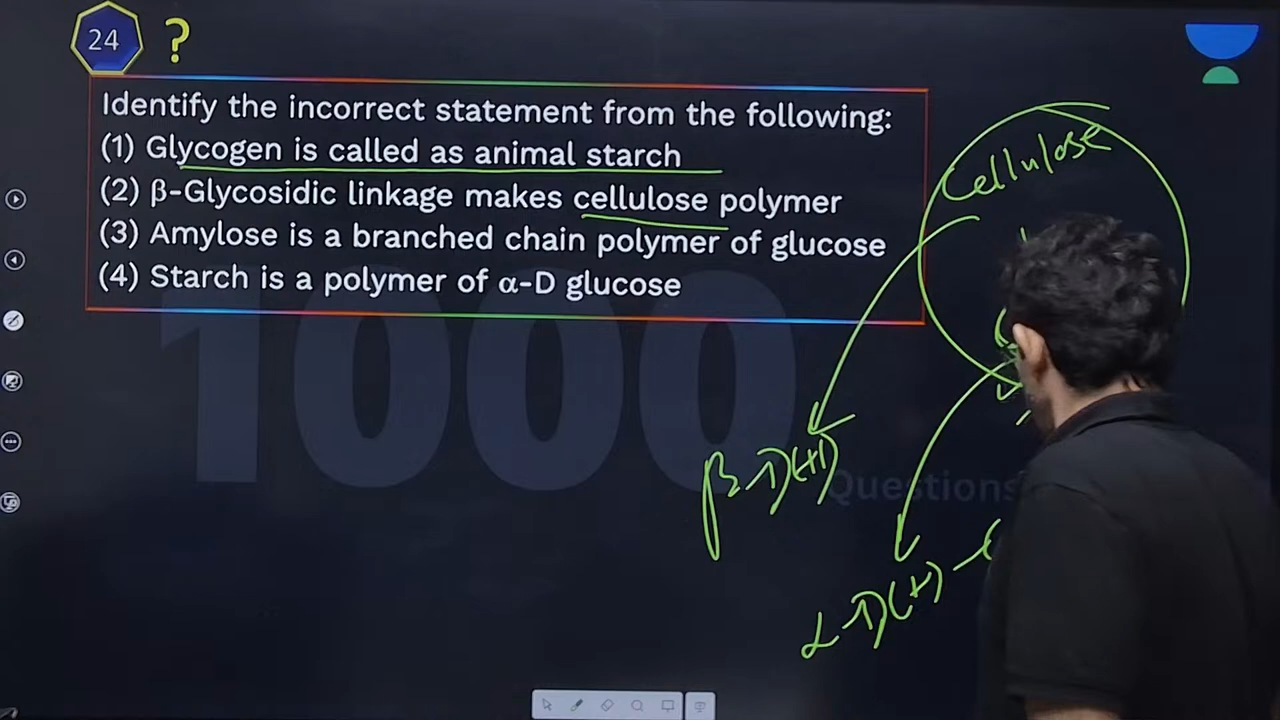 24 ?
Identify the incorrect statement from the following:
(1) Glycogen is called as animal starch
(2) β-Glycosidic linkage makes cellulose polymer
(3) Amylose is a branched chain polymer of glucose
(4) Starch is a polymer of α-D glucose
Cellulose
1000
Questions
β-D(+)
α-D(+)-